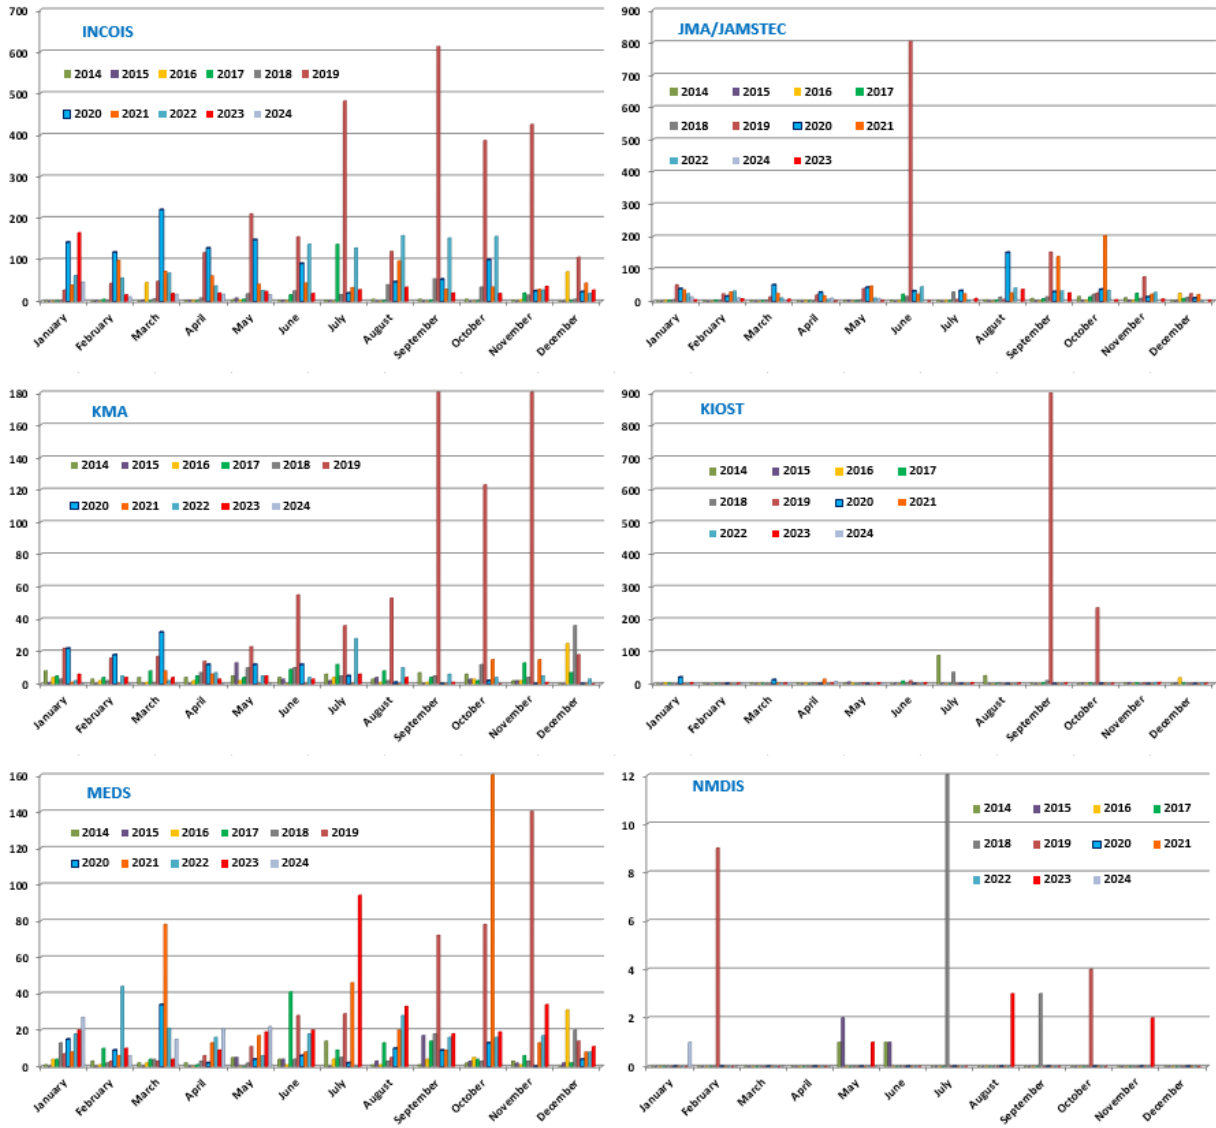 INCOIS
700
600
500
400
300
200
100
0
2014 2015 2016 2017 2018 2019
2020 2021 2022 2023 2024
January February March April May June July August September October November December
JMA/JAMSTEC
900
800
700
600
500
400
300
200
100
0
2014 2015 2016 2017
2018 2019 2020 2021
2022 2024 2023
January February March April May June July August September October November December
KMA
180
160
140
120
100
80
60
40
20
0
2014 2015 2016 2017 2018 2019
2020 2021 2022 2023 2024
January February March April May June July August September October November December
KIOST
900
800
700
600
500
400
300
200
100
0
2014 2015 2016 2017
2018 2019 2020 2021
2022 2023 2024
January February March April May June July August September October November December
MEDS
160
140
120
100
80
60
40
20
0
2014 2015 2016 2017 2018 2019
2020 2021 2022 2023 2024
January February March April May June July August September October November December
NMDIS
12
10
8
6
4
2
0
2014 2015 2016 2017
2018 2019 2020 2021
2022 2023 2024
January February March April May June July August September October November December